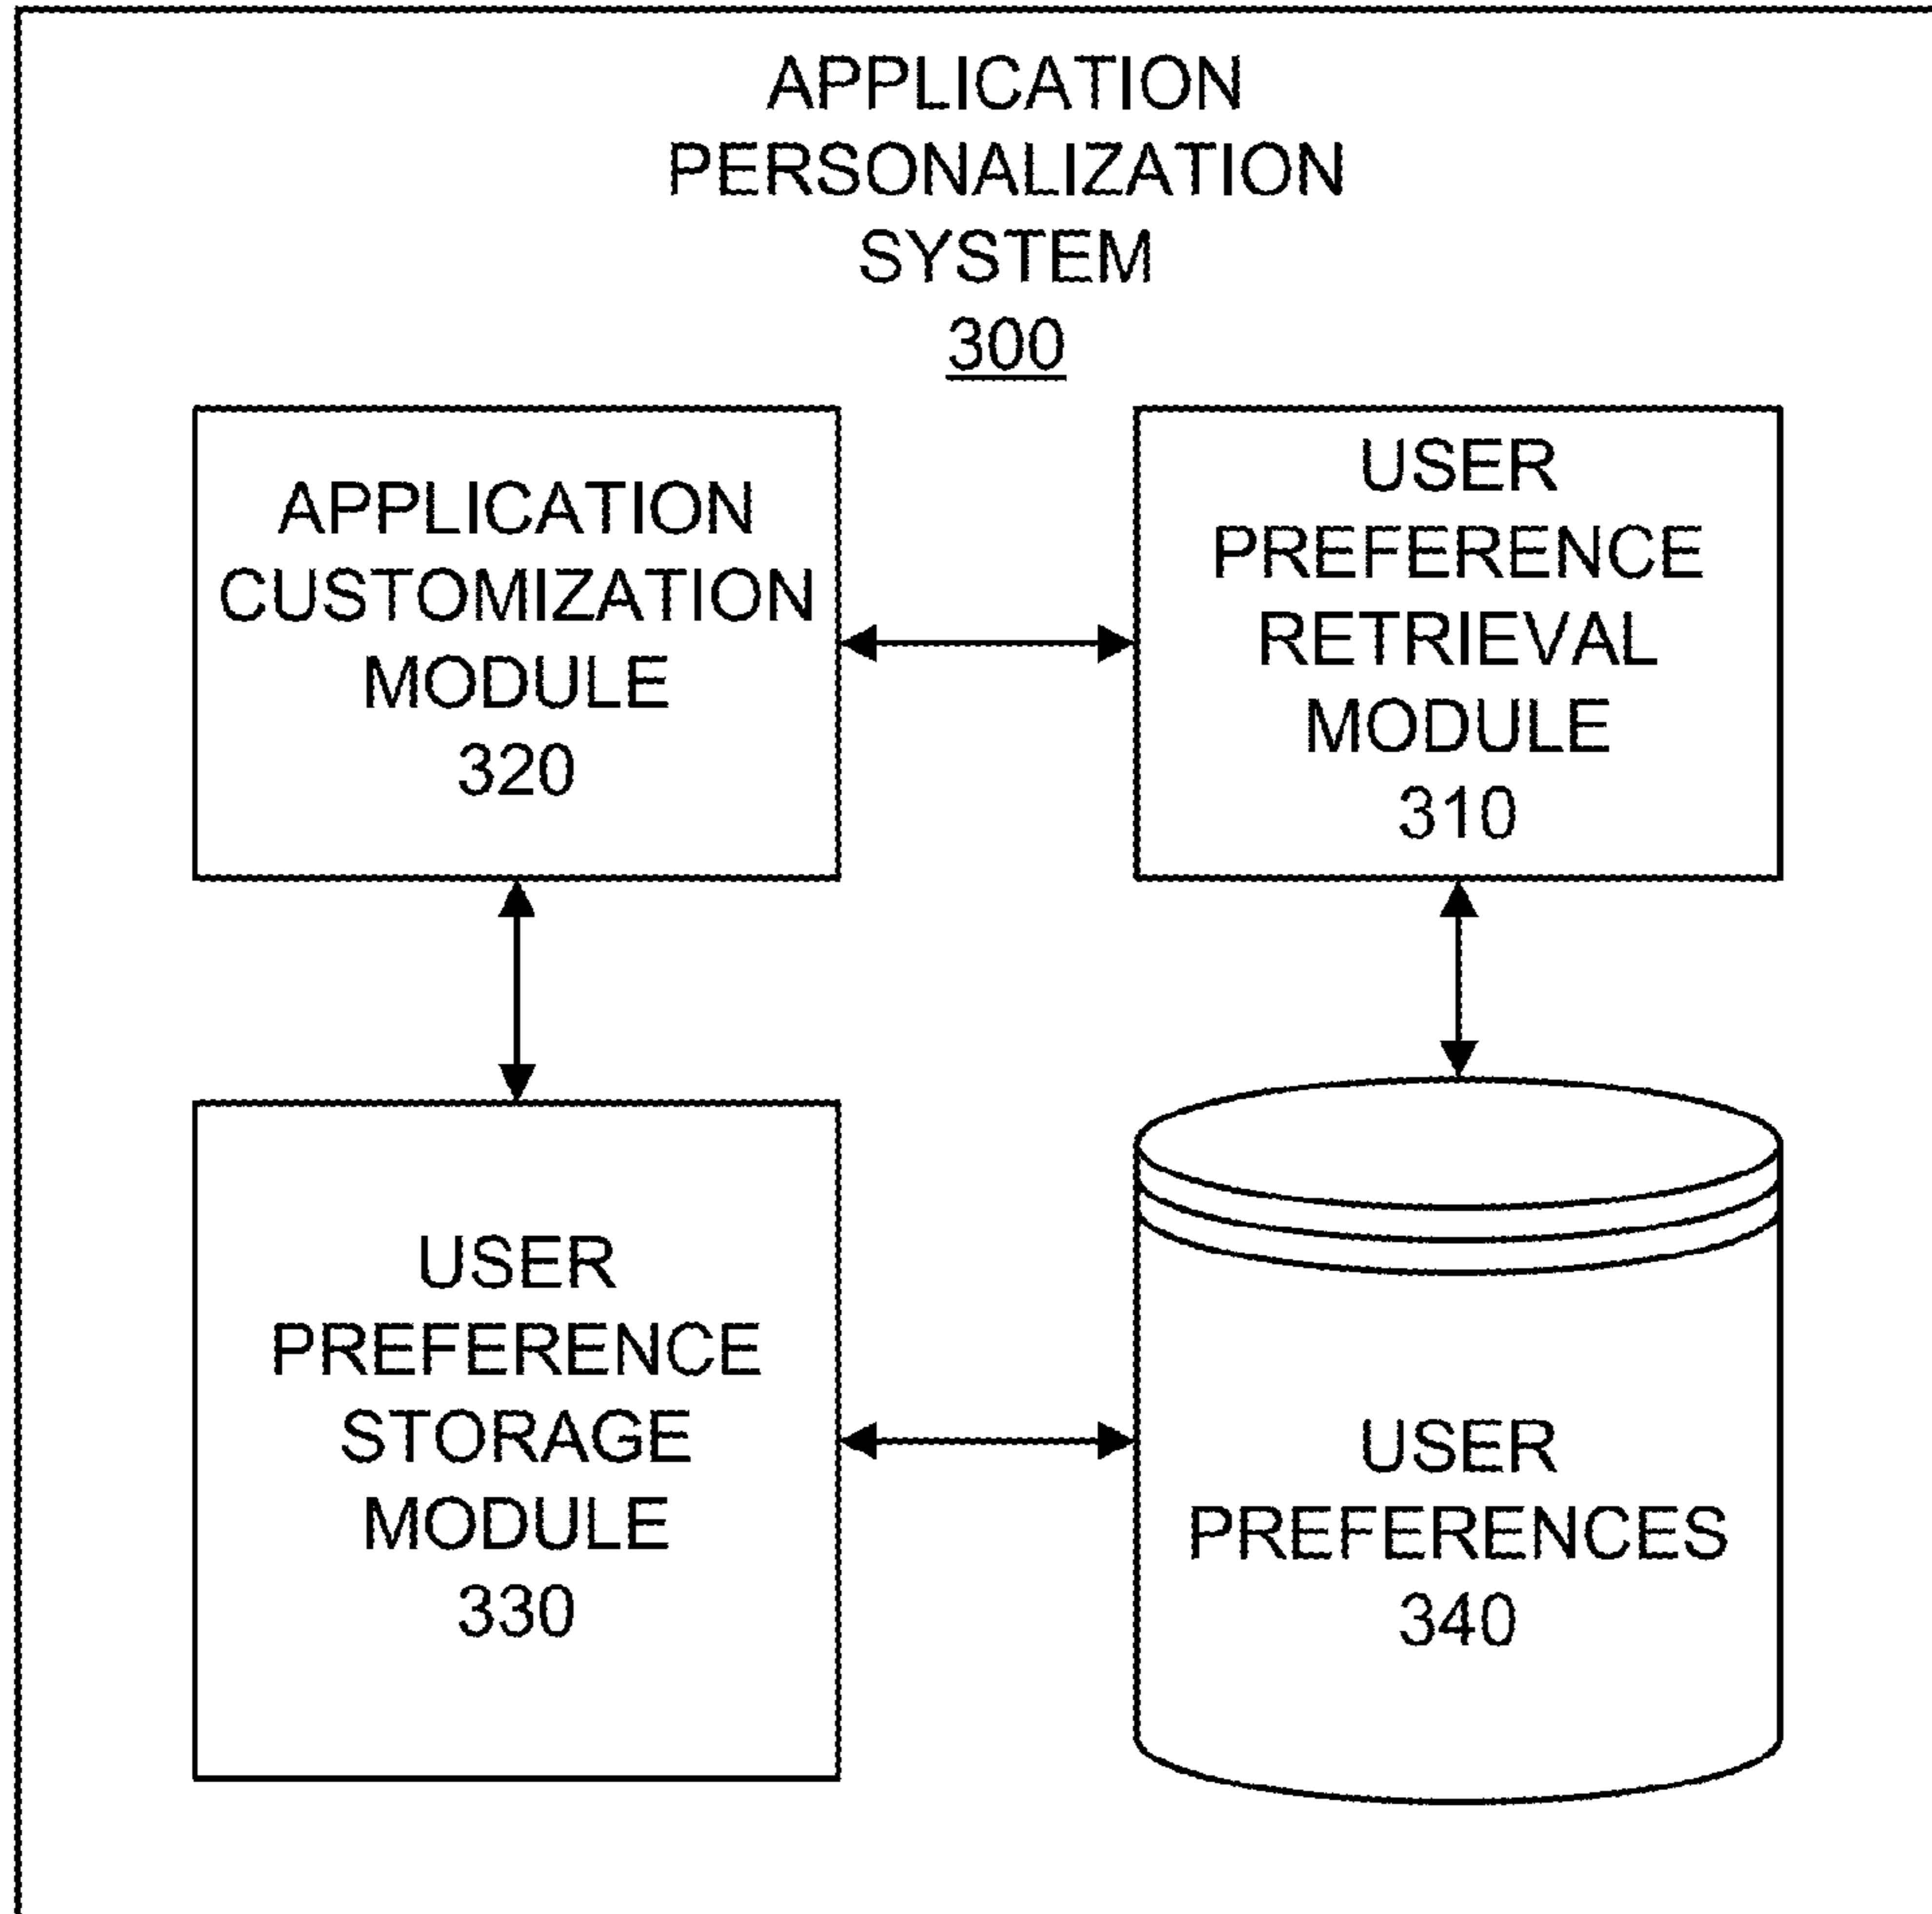 APPLICATION
PERSONALIZATION
SYSTEM
300
APPLICATION
CUSTOMIZATION
MODULE
320
USER
PREFERENCE
RETRIEVAL
MODULE
310
USER
PREFERENCE
STORAGE
MODULE
330
USER
PREFERENCES
340